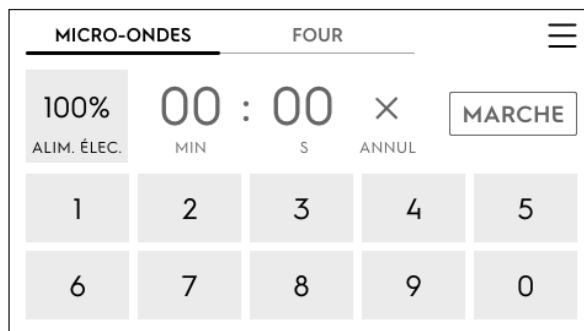 MICRO-ONDES FOUR
100% 00 : 00 × MARCHE
ALIM. ÉLEC. MIN S ANNUL
1 2 3 4 5
6 7 8 9 0